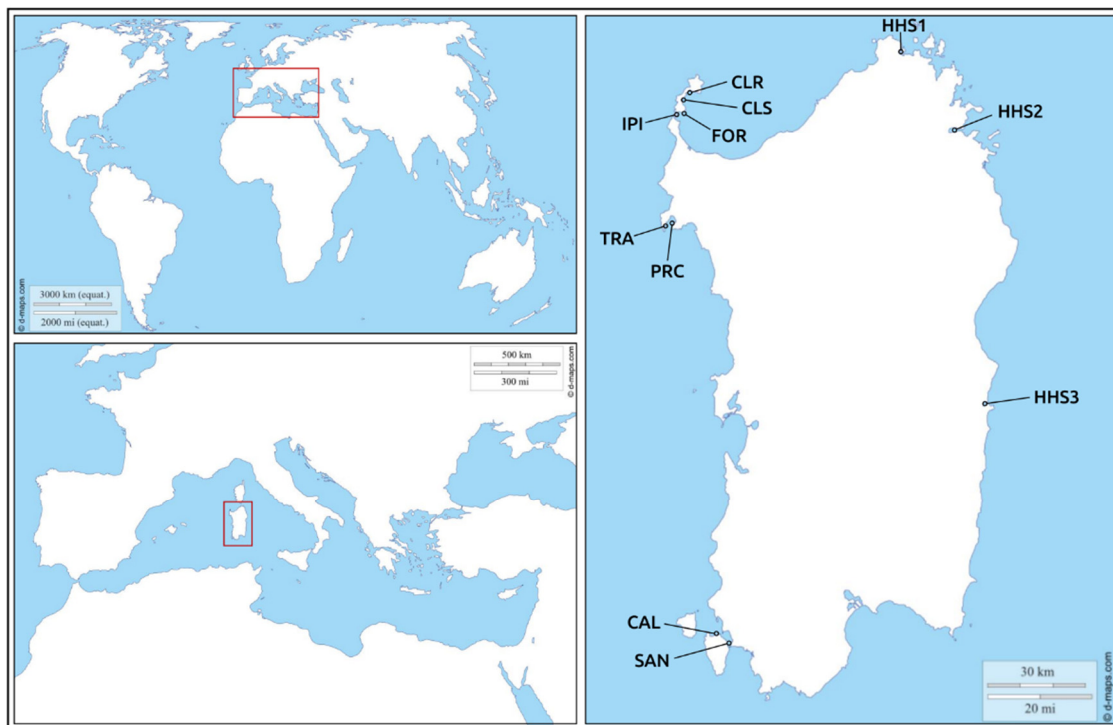 3000 km (equat.)
2000 mi (equat.)
© d-maps.com
500 km
300 mi
© d-maps.com
HHS1
CLR
CLS
IPI
FOR
HHS2
TRA
PRC
HHS3
CAL
SAN
30 km
20 mi
© d-maps.com